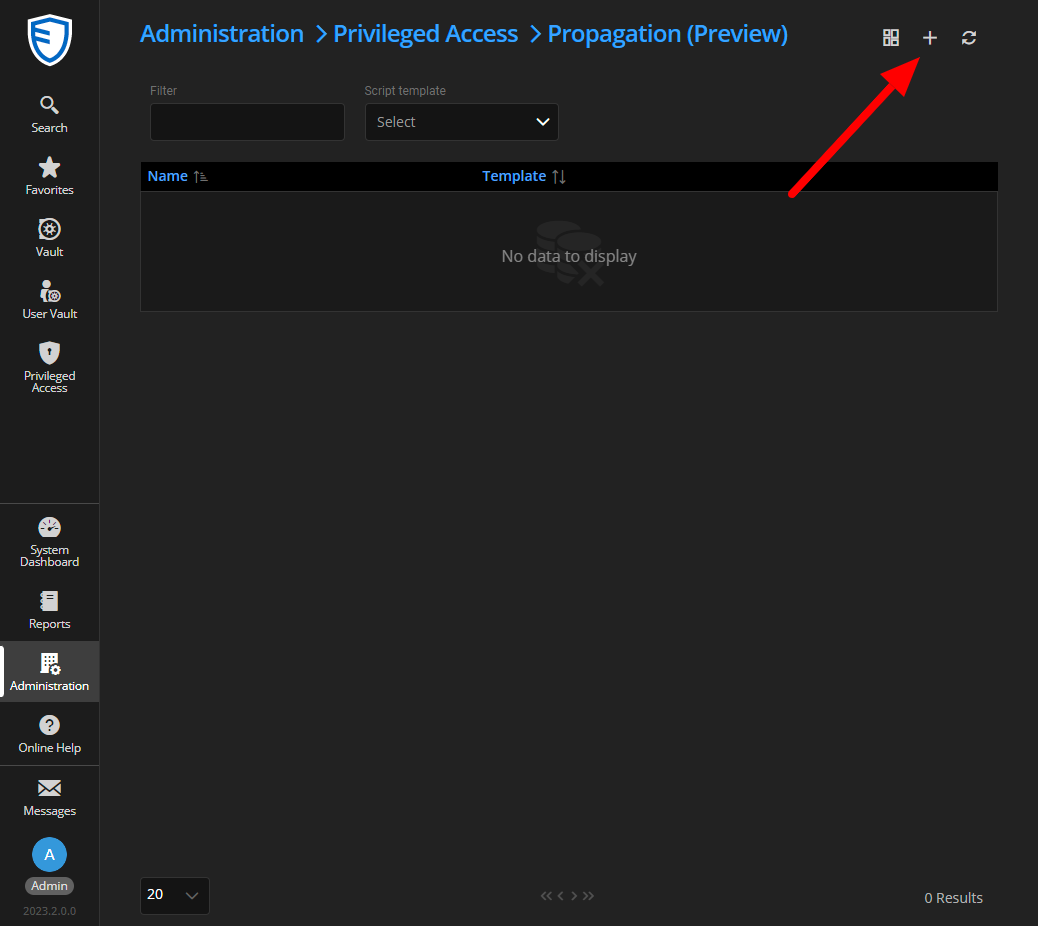 Administration > Privileged Access > Propagation (Preview)
Search
Favorites
Vault
User Vault
Privileged
Access
System
Dashboard
Reports
Administration
Online Help
Messages
A
Admin
2023.2.0.0
Filter
Script template
Select
Name
Template
No data to display
20
0 Results